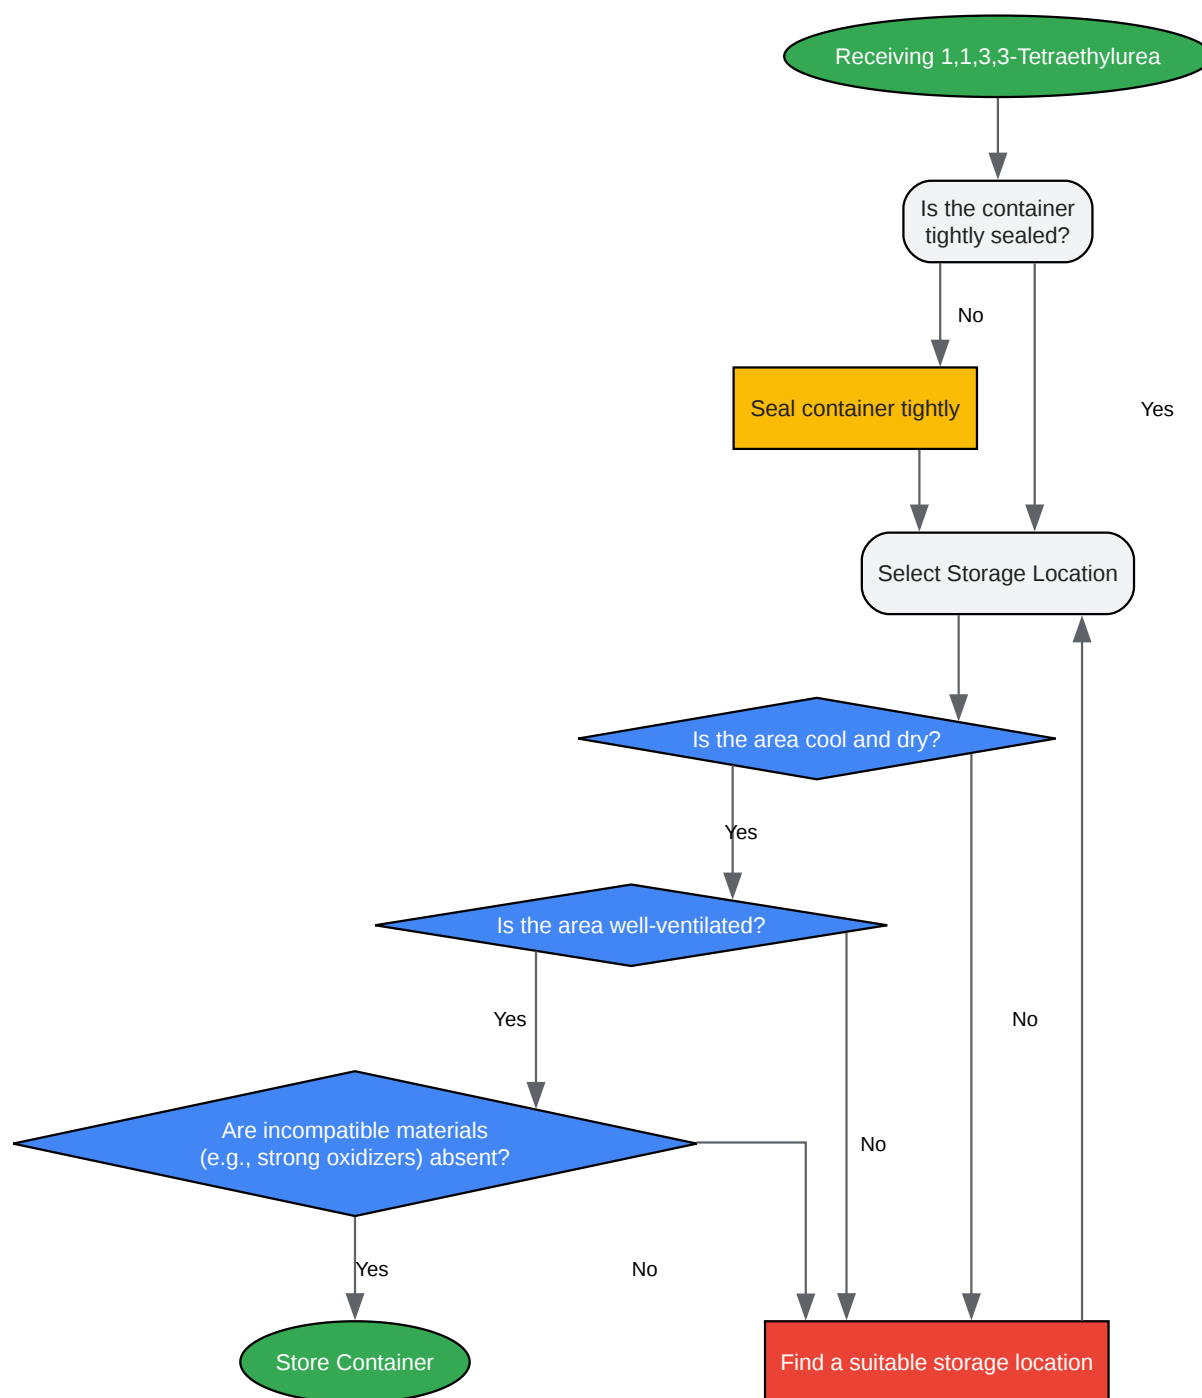 Receiving 1,1,3,3-Tetraethylurea
Is the container
tightly sealed?
No
Seal container tightly
Yes
Select Storage Location
Is the area cool and dry?
Yes
Is the area well-ventilated?
Yes
No
Are incompatible materials
(e.g., strong oxidizers) absent?
No
Yes
No
Store Container
Find a suitable storage location